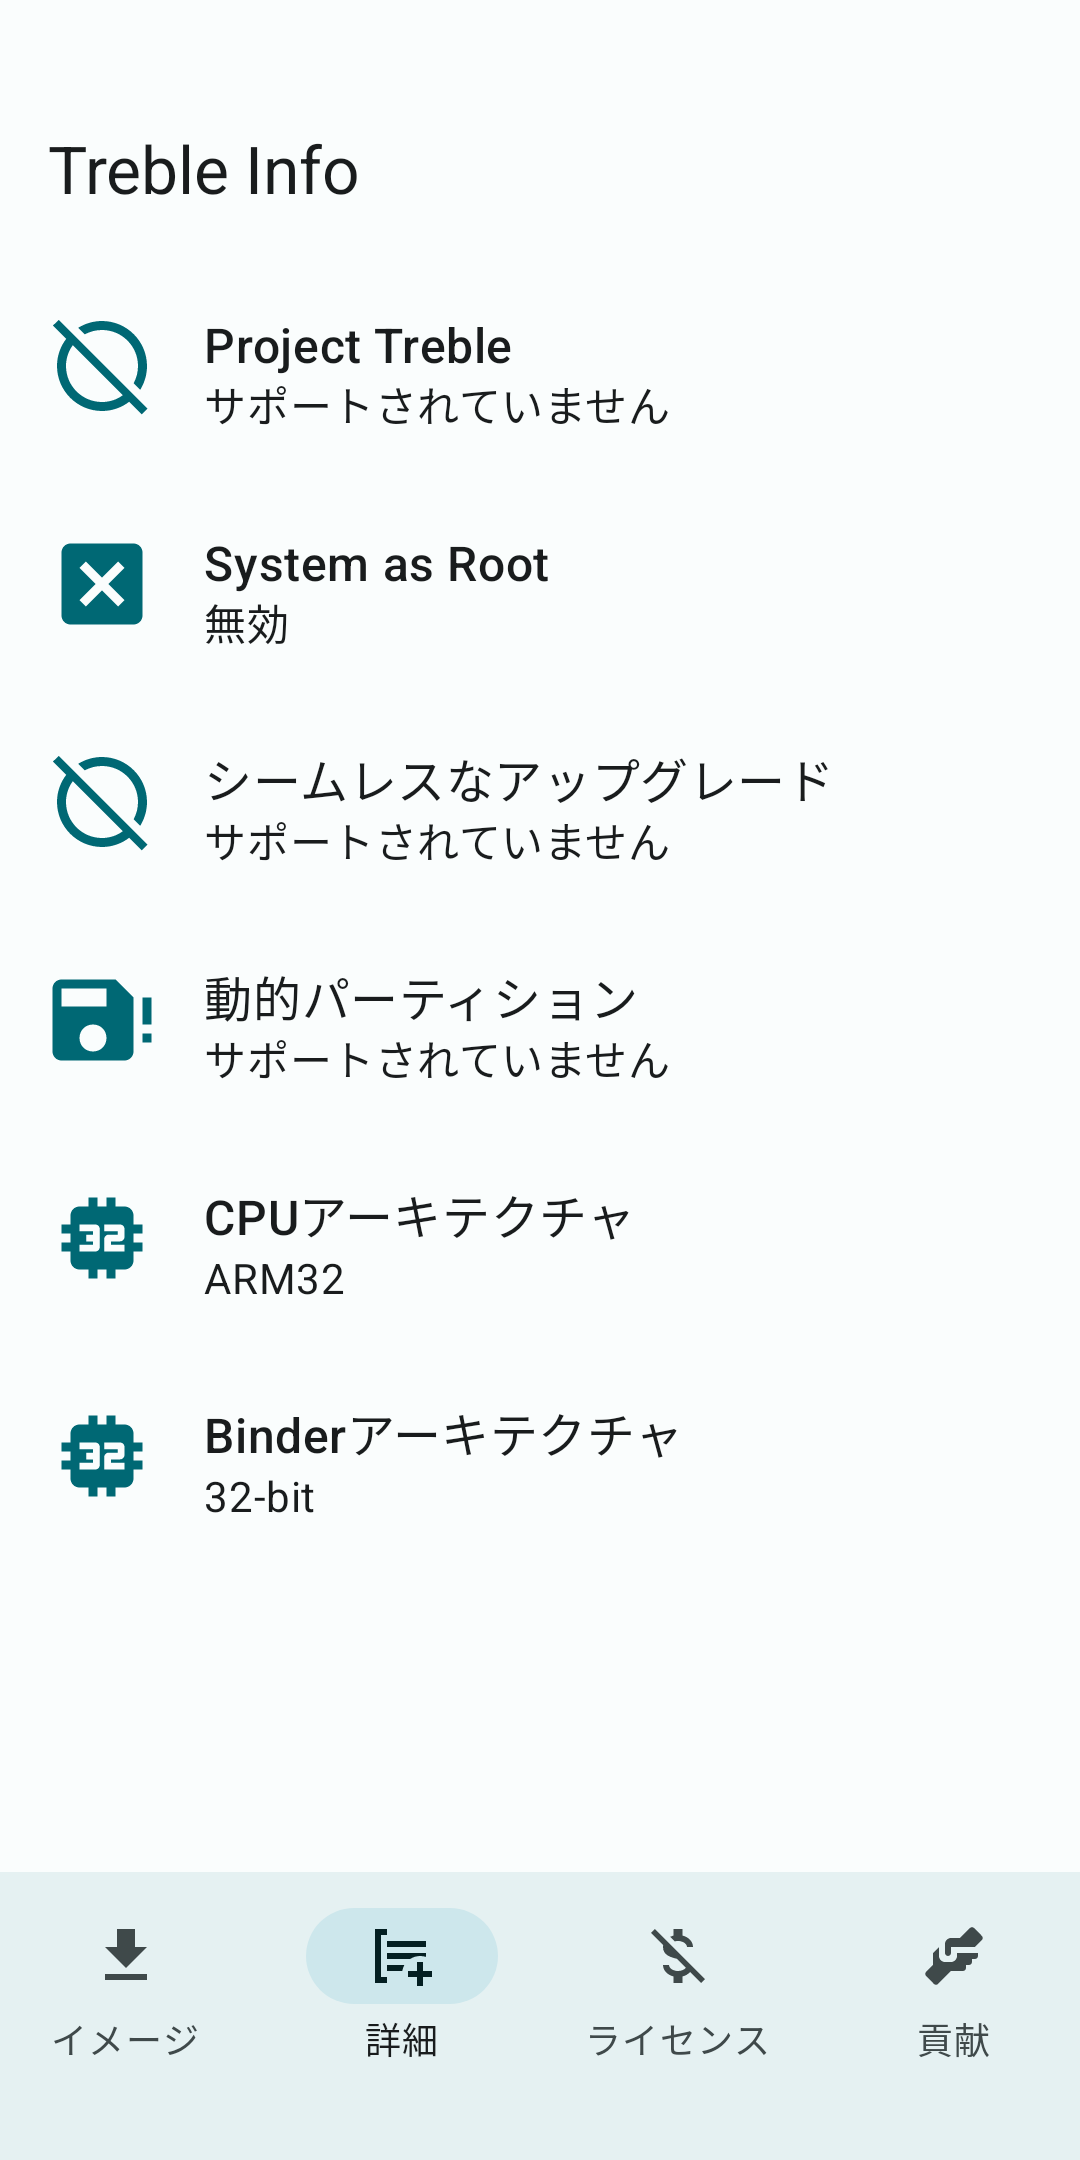 Treble Info
Project Treble
サポートされていません
System as Root
無効
シームレスなアップグレード
サポートされていません
動的パーティション
サポートされていません
32
CPUアーキテクチャ
ARM32
32
Binderアーキテクチャ
32-bit
イメージ
詳細
ライセンス
貢献